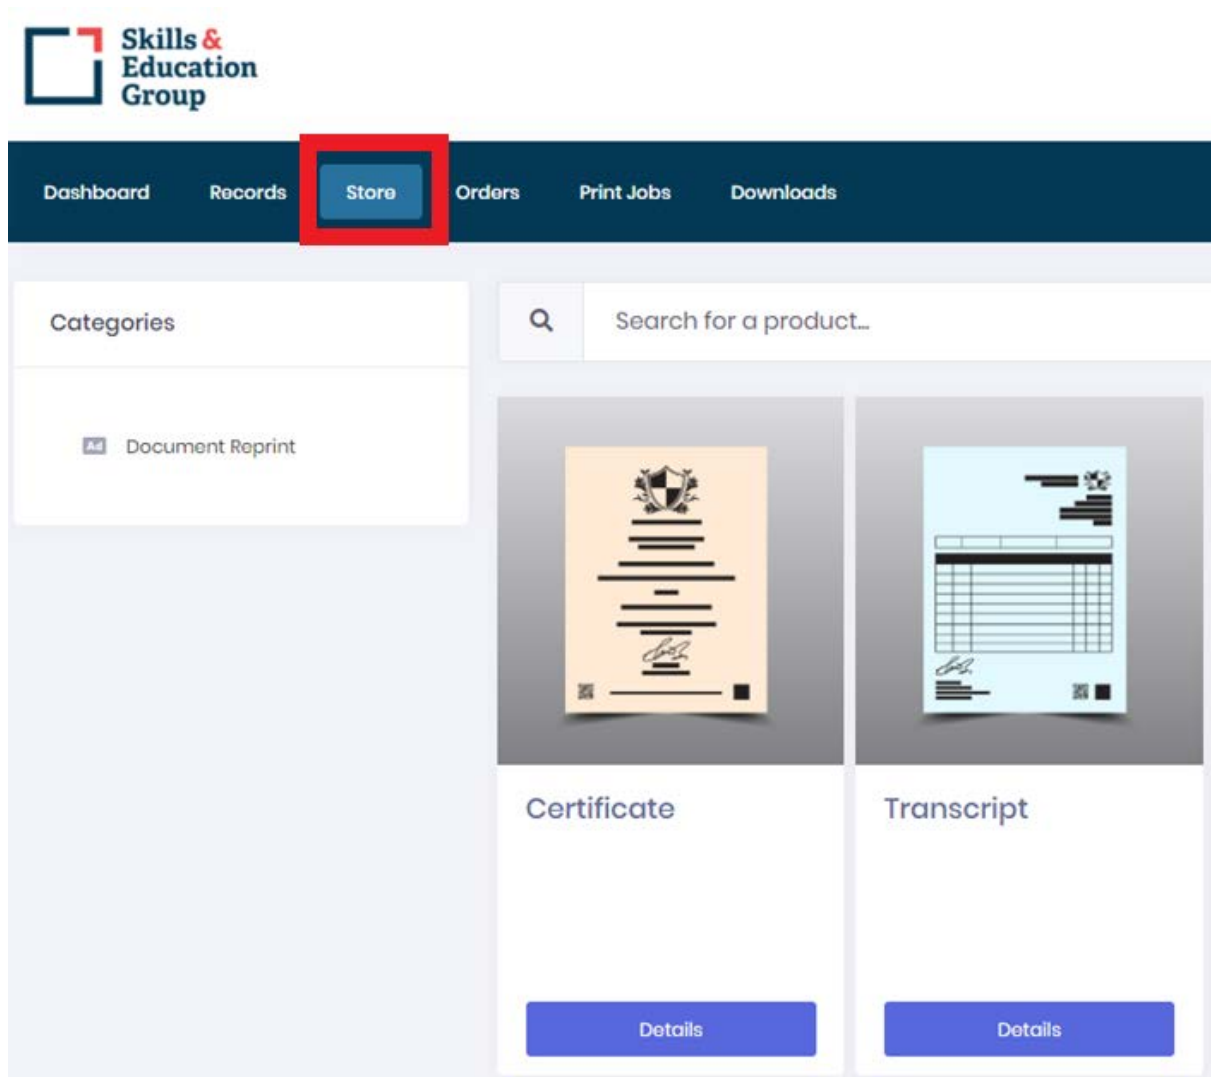 Skills &
Education
Group
Dashboard Records Store Orders Print Jobs Downloads
Categories
Search for a product...
Ad Document Reprint
Certificate
Transcript
Details
Details